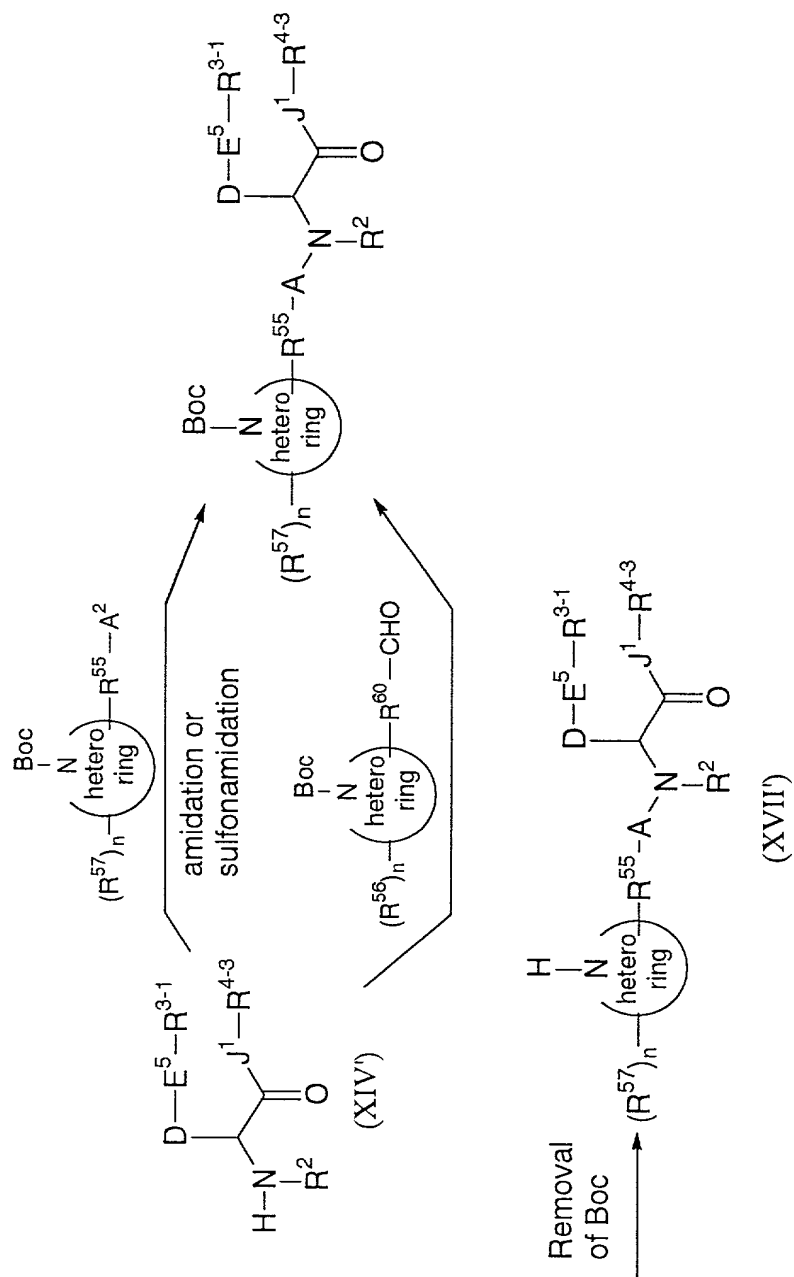 Boc
N
hetero
ring
(R⁵⁷)ₙ
R⁵⁵—A²
amidation or
sulfonamidation
D—E⁵—R³⁻¹
J¹—R⁴⁻³
H—N
R²
O
(XIV')
Boc
N
hetero
ring
(R⁵⁶)ₙ
R⁶⁰—CHO
Boc
N
hetero
ring
(R⁵⁷)ₙ
R⁵⁵—A
N—R²
D—E⁵—R³⁻¹
J¹—R⁴⁻³
O
Removal
of Boc
H
N
hetero
ring
(R⁵⁷)ₙ
R⁵⁵—A
N—R²
D—E⁵—R³⁻¹
J¹—R⁴⁻³
O
(XVII')